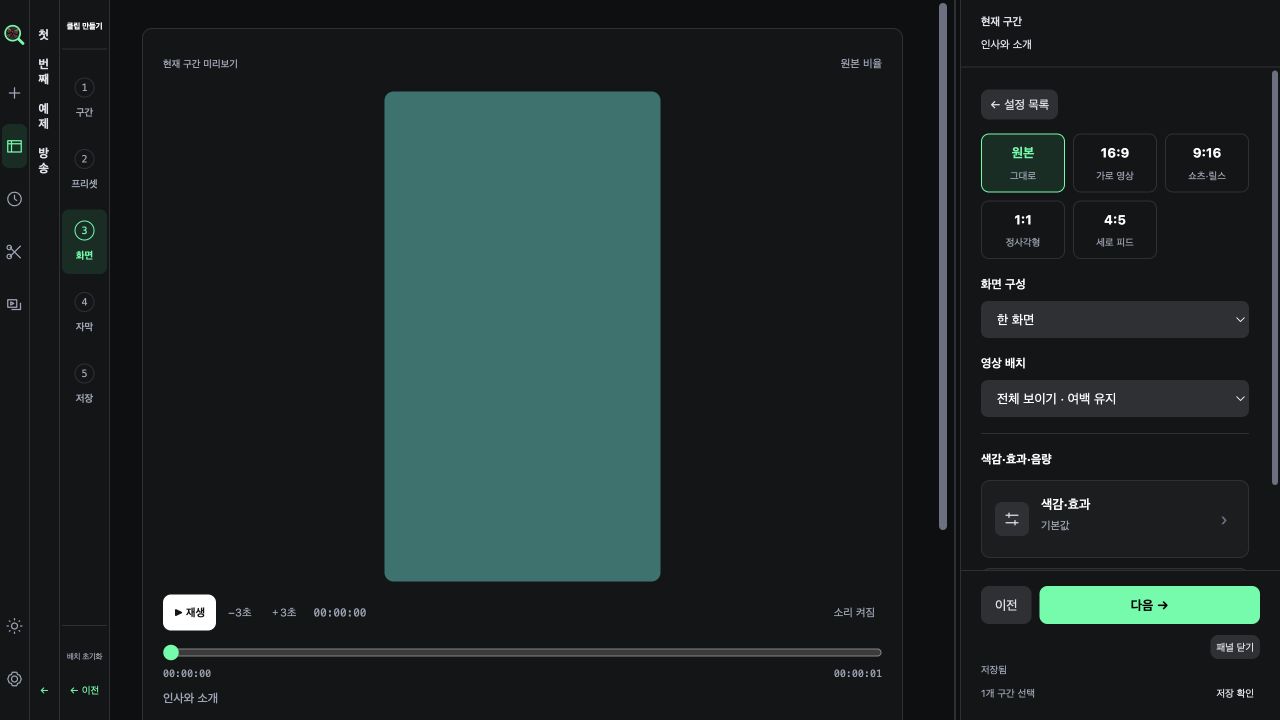 첫
번
째
예
제
방
송
←
클립 만들기
1
구간
2
프리셋
3
화면
4
자막
5
저장
배치 초기화
← 이전
현재 구간 미리보기
원본 비율
▶ 재생
−3초
+3초
00:00:00
소리 켜짐
00:00:00
00:00:01
인사와 소개
현재 구간
인사와 소개
← 설정 목록
원본
그대로
16:9
가로 영상
9:16
쇼츠·릴스
1:1
정사각형
4:5
세로 피드
화면 구성
한 화면
영상 배치
전체 보이기 · 여백 유지
색감·효과·음량
색감·효과
기본값
이전
다음 →
패널 닫기
저장됨
1개 구간 선택
저장 확인